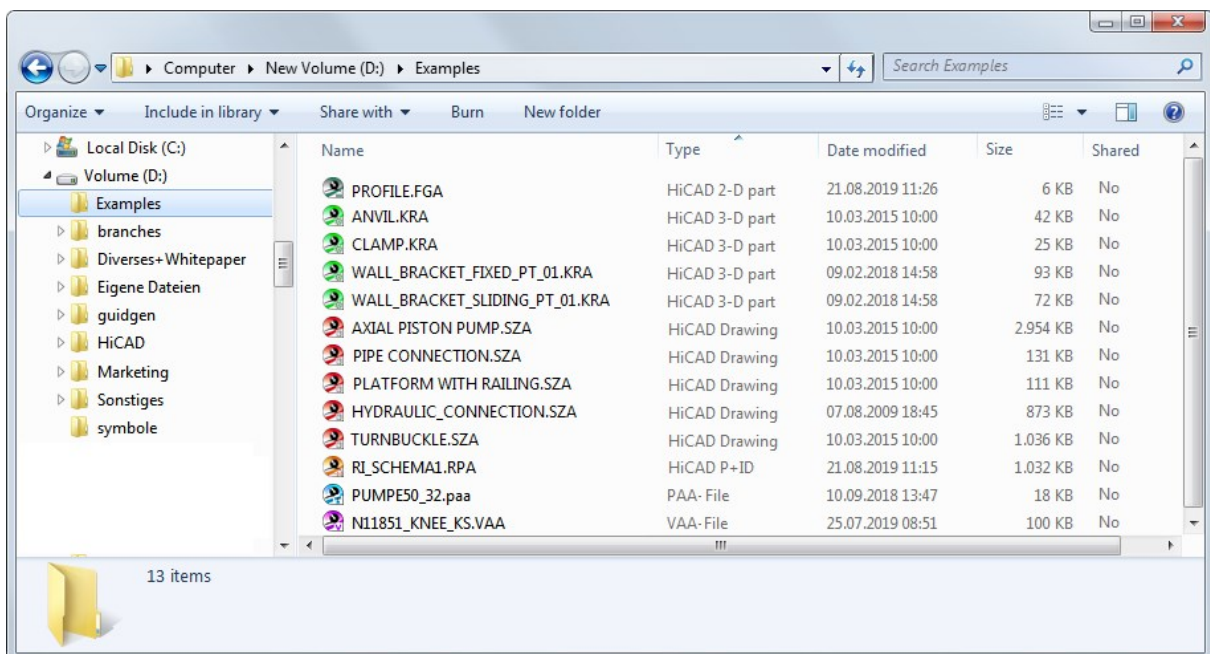 Computer New Volume (D:) Examples Search Examples
Organize Include in library Share with Burn New folder
Local Disk (C:)
Volume (D:)
Examples
branches
Diverses+Whitepaper
Eigene Dateien
guidgen
HiCAD
Marketing
Sonstiges
symbole
Name Type Date modified Size Shared
PROFILE.FGA HiCAD 2-D part 21.08.2019 11:26 6 KB No
ANVIL.KRA HiCAD 3-D part 10.03.2015 10:00 42 KB No
CLAMP.KRA HiCAD 3-D part 10.03.2015 10:00 25 KB No
WALL_BRACKET_FIXED_PT_01.KRA HiCAD 3-D part 09.02.2018 14:58 93 KB No
WALL_BRACKET_SLIDING_PT_01.KRA HiCAD 3-D part 09.02.2018 14:58 72 KB No
AXIAL PISTON PUMP.SZA HiCAD Drawing 10.03.2015 10:00 2.954 KB No
PIPE CONNECTION.SZA HiCAD Drawing 10.03.2015 10:00 131 KB No
PLATFORM WITH RAILING.SZA HiCAD Drawing 10.03.2015 10:00 111 KB No
HYDRAULIC_CONNECTION.SZA HiCAD Drawing 07.08.2009 18:45 873 KB No
TURNBUCKLE.SZA HiCAD Drawing 10.03.2015 10:00 1.036 KB No
RI_SCHEMA1.RPA HiCAD P+ID 21.08.2019 11:15 1.032 KB No
PUMPE50_32.paa PAA- File 10.09.2018 13:47 18 KB No
N11851_KNEE_KS.VAA VAA- File 25.07.2019 08:51 100 KB No
13 items